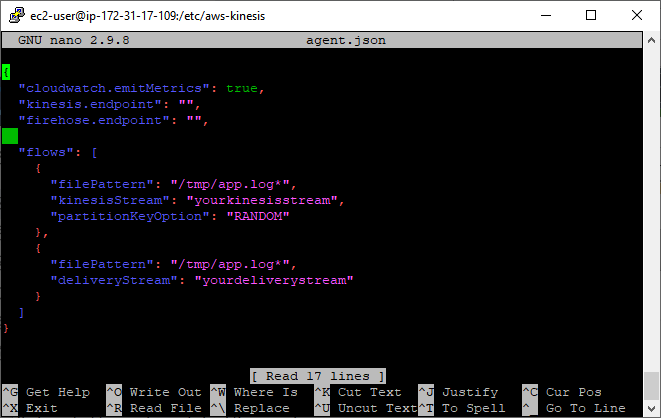 ec2-user@ip-172-31-17-109:/etc/aws-kinesis
GNU nano 2.9.8 agent.json
{
"cloudwatch.emitMetrics": true,
"kinesis.endpoint": "",
"firehose.endpoint": "",
"flows": [
{
"filePattern": "/tmp/app.log*",
"kinesisStream": "yourkinesisstream",
"partitionKeyOption": "RANDOM"
},
{
"filePattern": "/tmp/app.log*",
"deliveryStream": "yourdeliverystream"
}
]
}
[ Read 17 lines ]
^G Get Help ^O Write Out ^W Where Is ^K Cut Text ^J Justify ^C Cur Pos
^X Exit ^R Read File ^\ Replace ^U Uncut Text ^T To Spell ^_ Go To Line